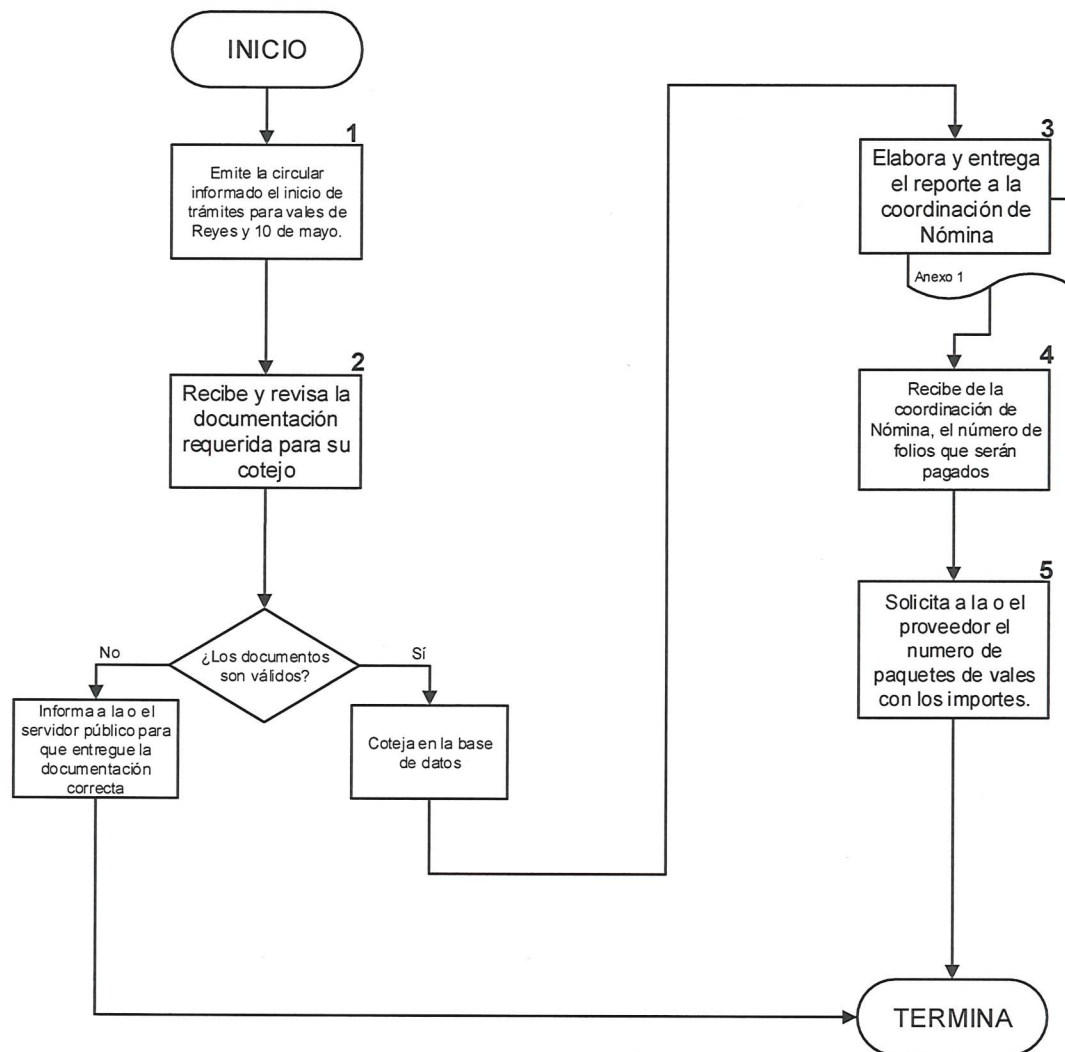 INICIO
1
Emite la circular
informado el inicio de
trámites para vales de
Reyes y 10 de mayo.
2
Recibe y revisa la
documentación
requerida para su
cotejo
¿Los documentos
son válidos?
No
Sí
Informa a la o el
servidor público para
que entregue la
documentación
correcta
Coteja en la base
de datos
3
Elabora y entrega
el reporte a la
coordinación de
Nómina
Anexo 1
4
Recibe de la
coordinación de
Nómina, el número de
folios que serán
pagados
5
Solicita a la o el
proveedor el
numero de
paquetes de vales
con los importes.
TERMINA